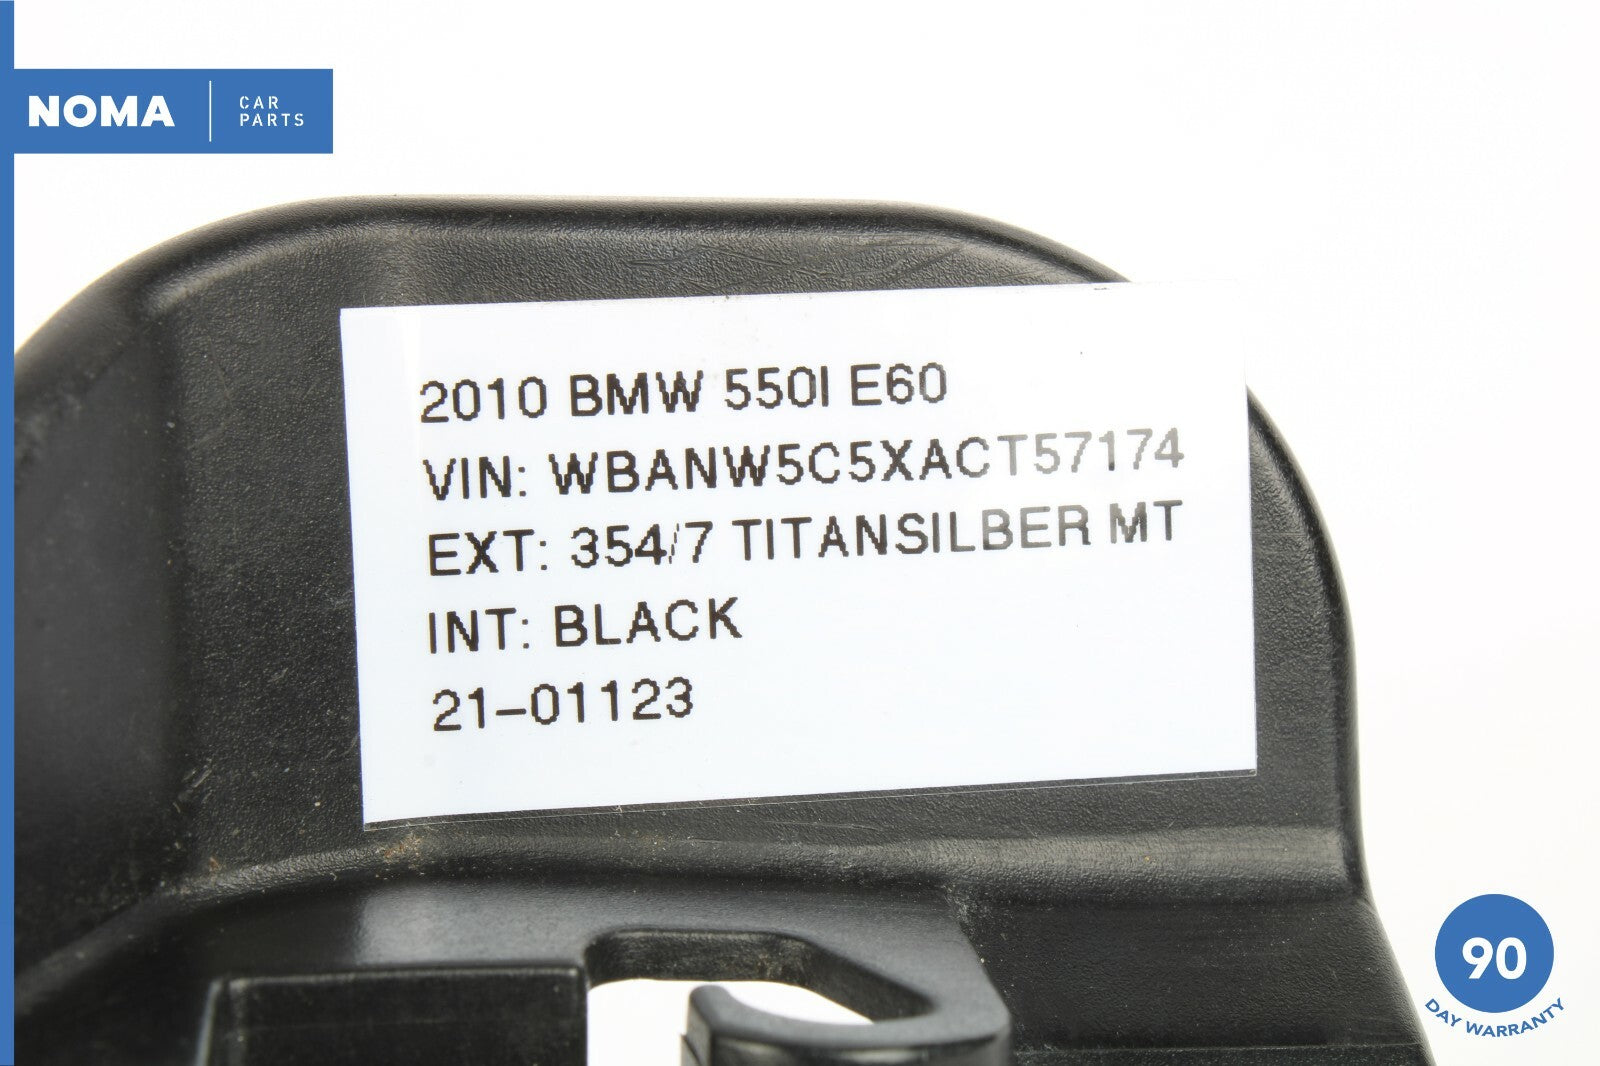 NOMA
CAR
PARTS
2010 BMW 550I E60
VIN: WBANW5C5XACT57174
EXT: 354/7 TITANSILBER MT
INT: BLACK
21-01123
90
DAY WARRANTY